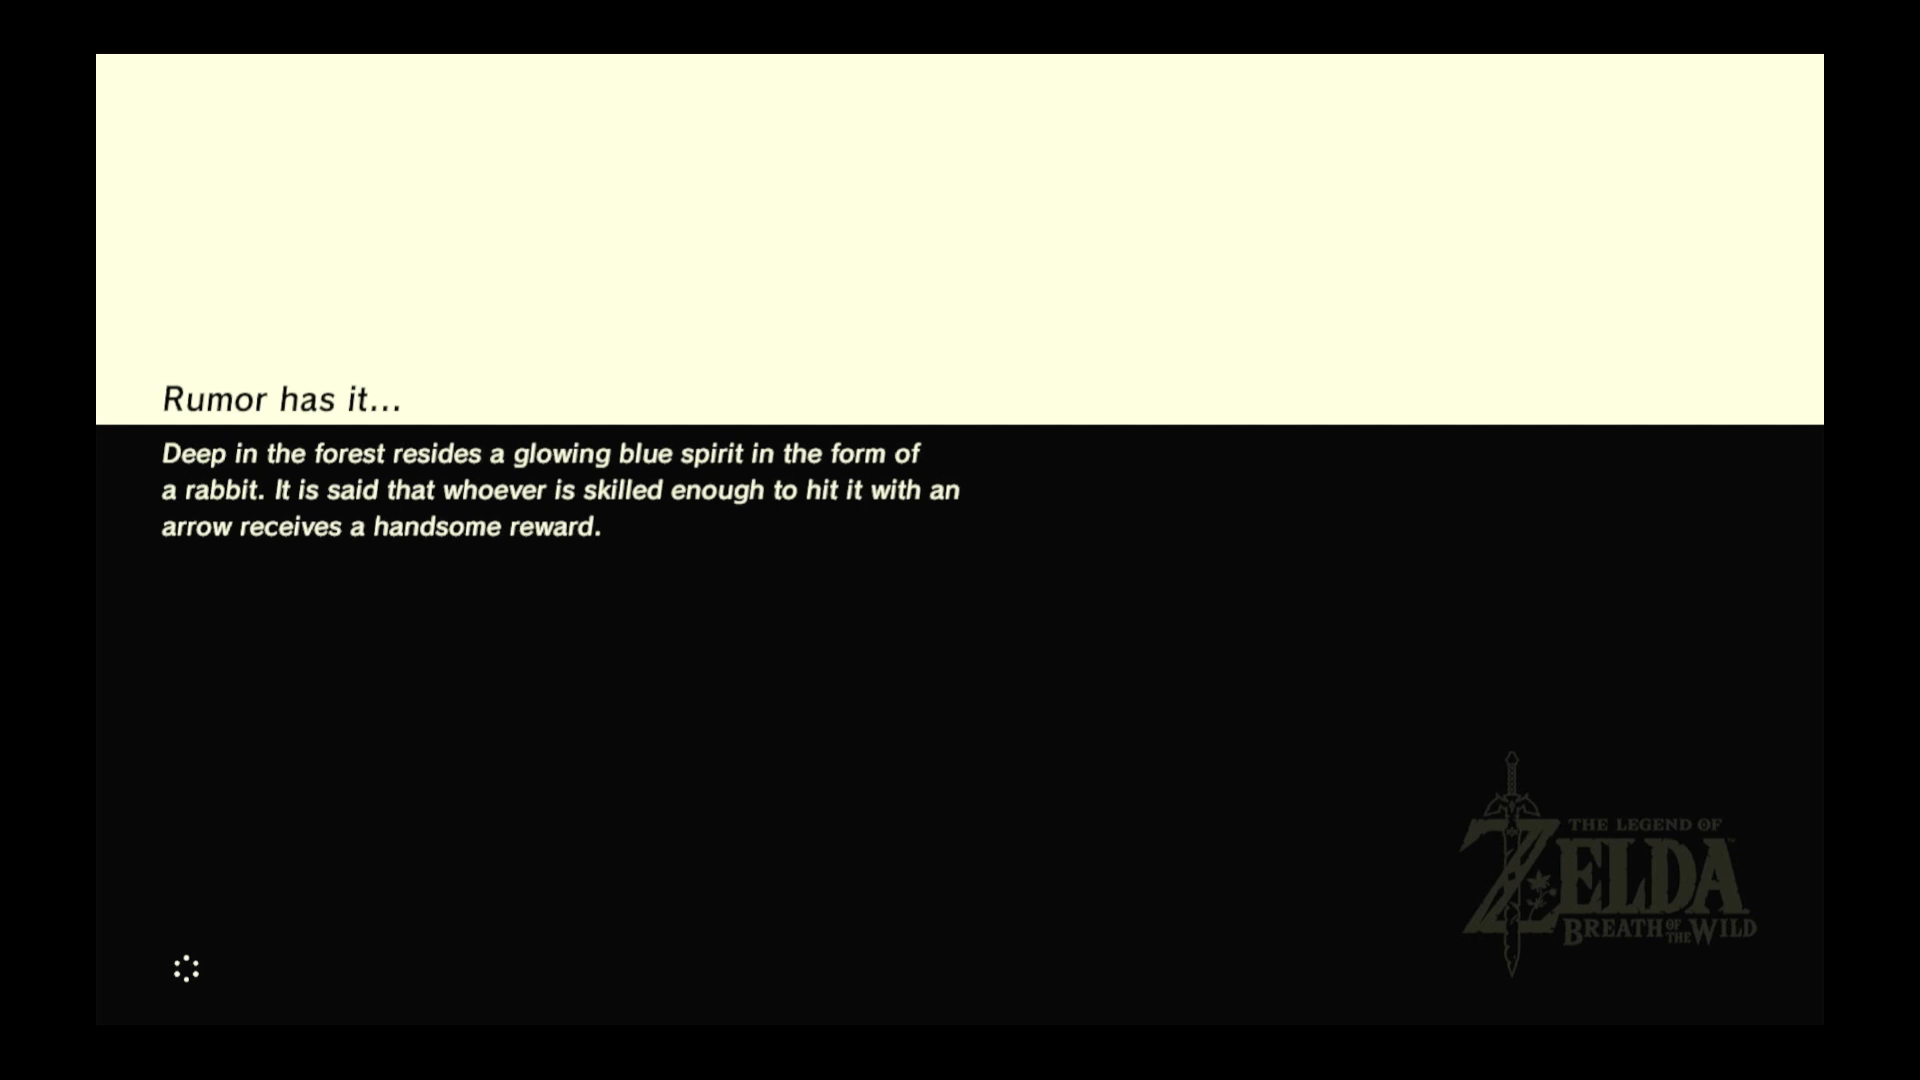 Rumor has it...
Deep in the forest resides a glowing blue spirit in the form of
a rabbit. It is said that whoever is skilled enough to hit it with an
arrow receives a handsome reward.
THE LEGEND OF
ZELDA
BREATH OF THE WILD